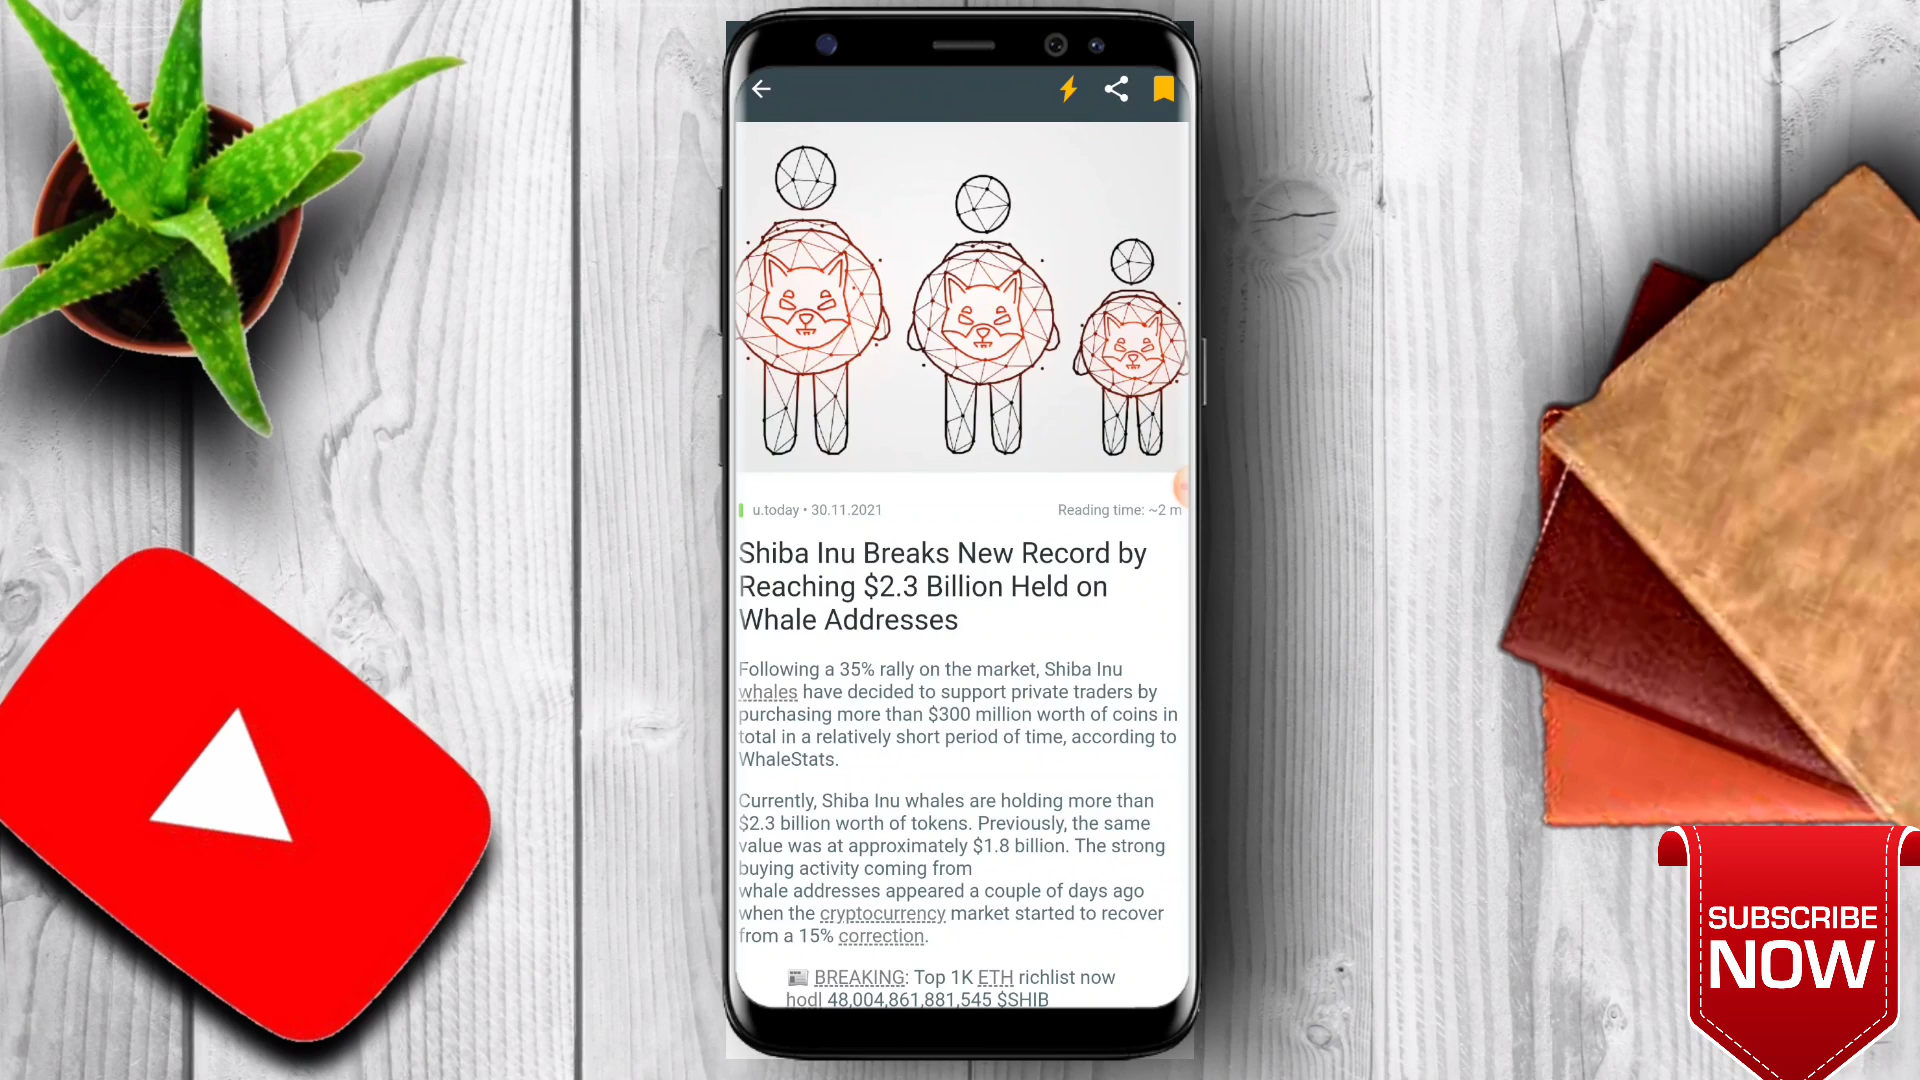 u.today • 30.11.2021
Reading time: ~2 m
Shiba Inu Breaks New Record by
Reaching $2.3 Billion Held on
Whale Addresses
Following a 35% rally on the market, Shiba Inu
whales have decided to support private traders by
purchasing more than $300 million worth of coins in
total in a relatively short period of time, according to
WhaleStats.
Currently, Shiba Inu whales are holding more than
$2.3 billion worth of tokens. Previously, the same
value was at approximately $1.8 billion. The strong
buying activity coming from
whale addresses appeared a couple of days ago
when the cryptocurrency market started to recover
from a 15% correction.
📰 BREAKING: Top 1K ETH richlist now
hodl 48,004,861,881,545 $SHIB
SUBSCRIBE
NOW